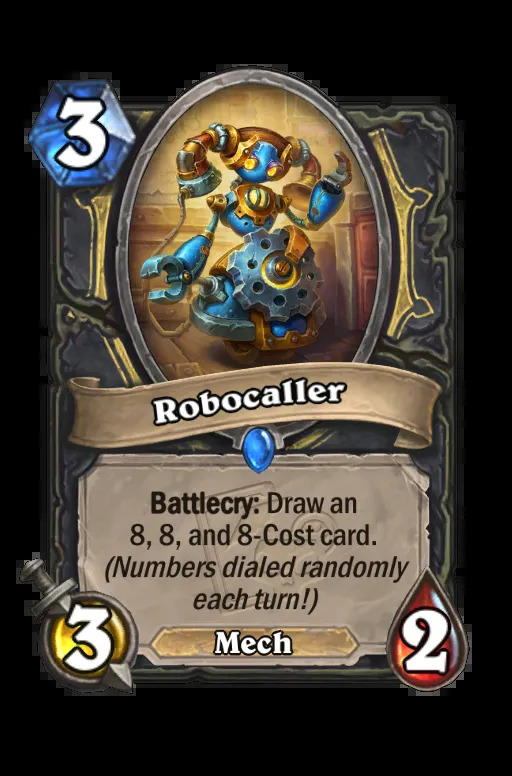 3
Robocaller
Battlecry: Draw an
8, 8, and 8-Cost card.
(Numbers dialed randomly
each turn!)
3
Mech
2